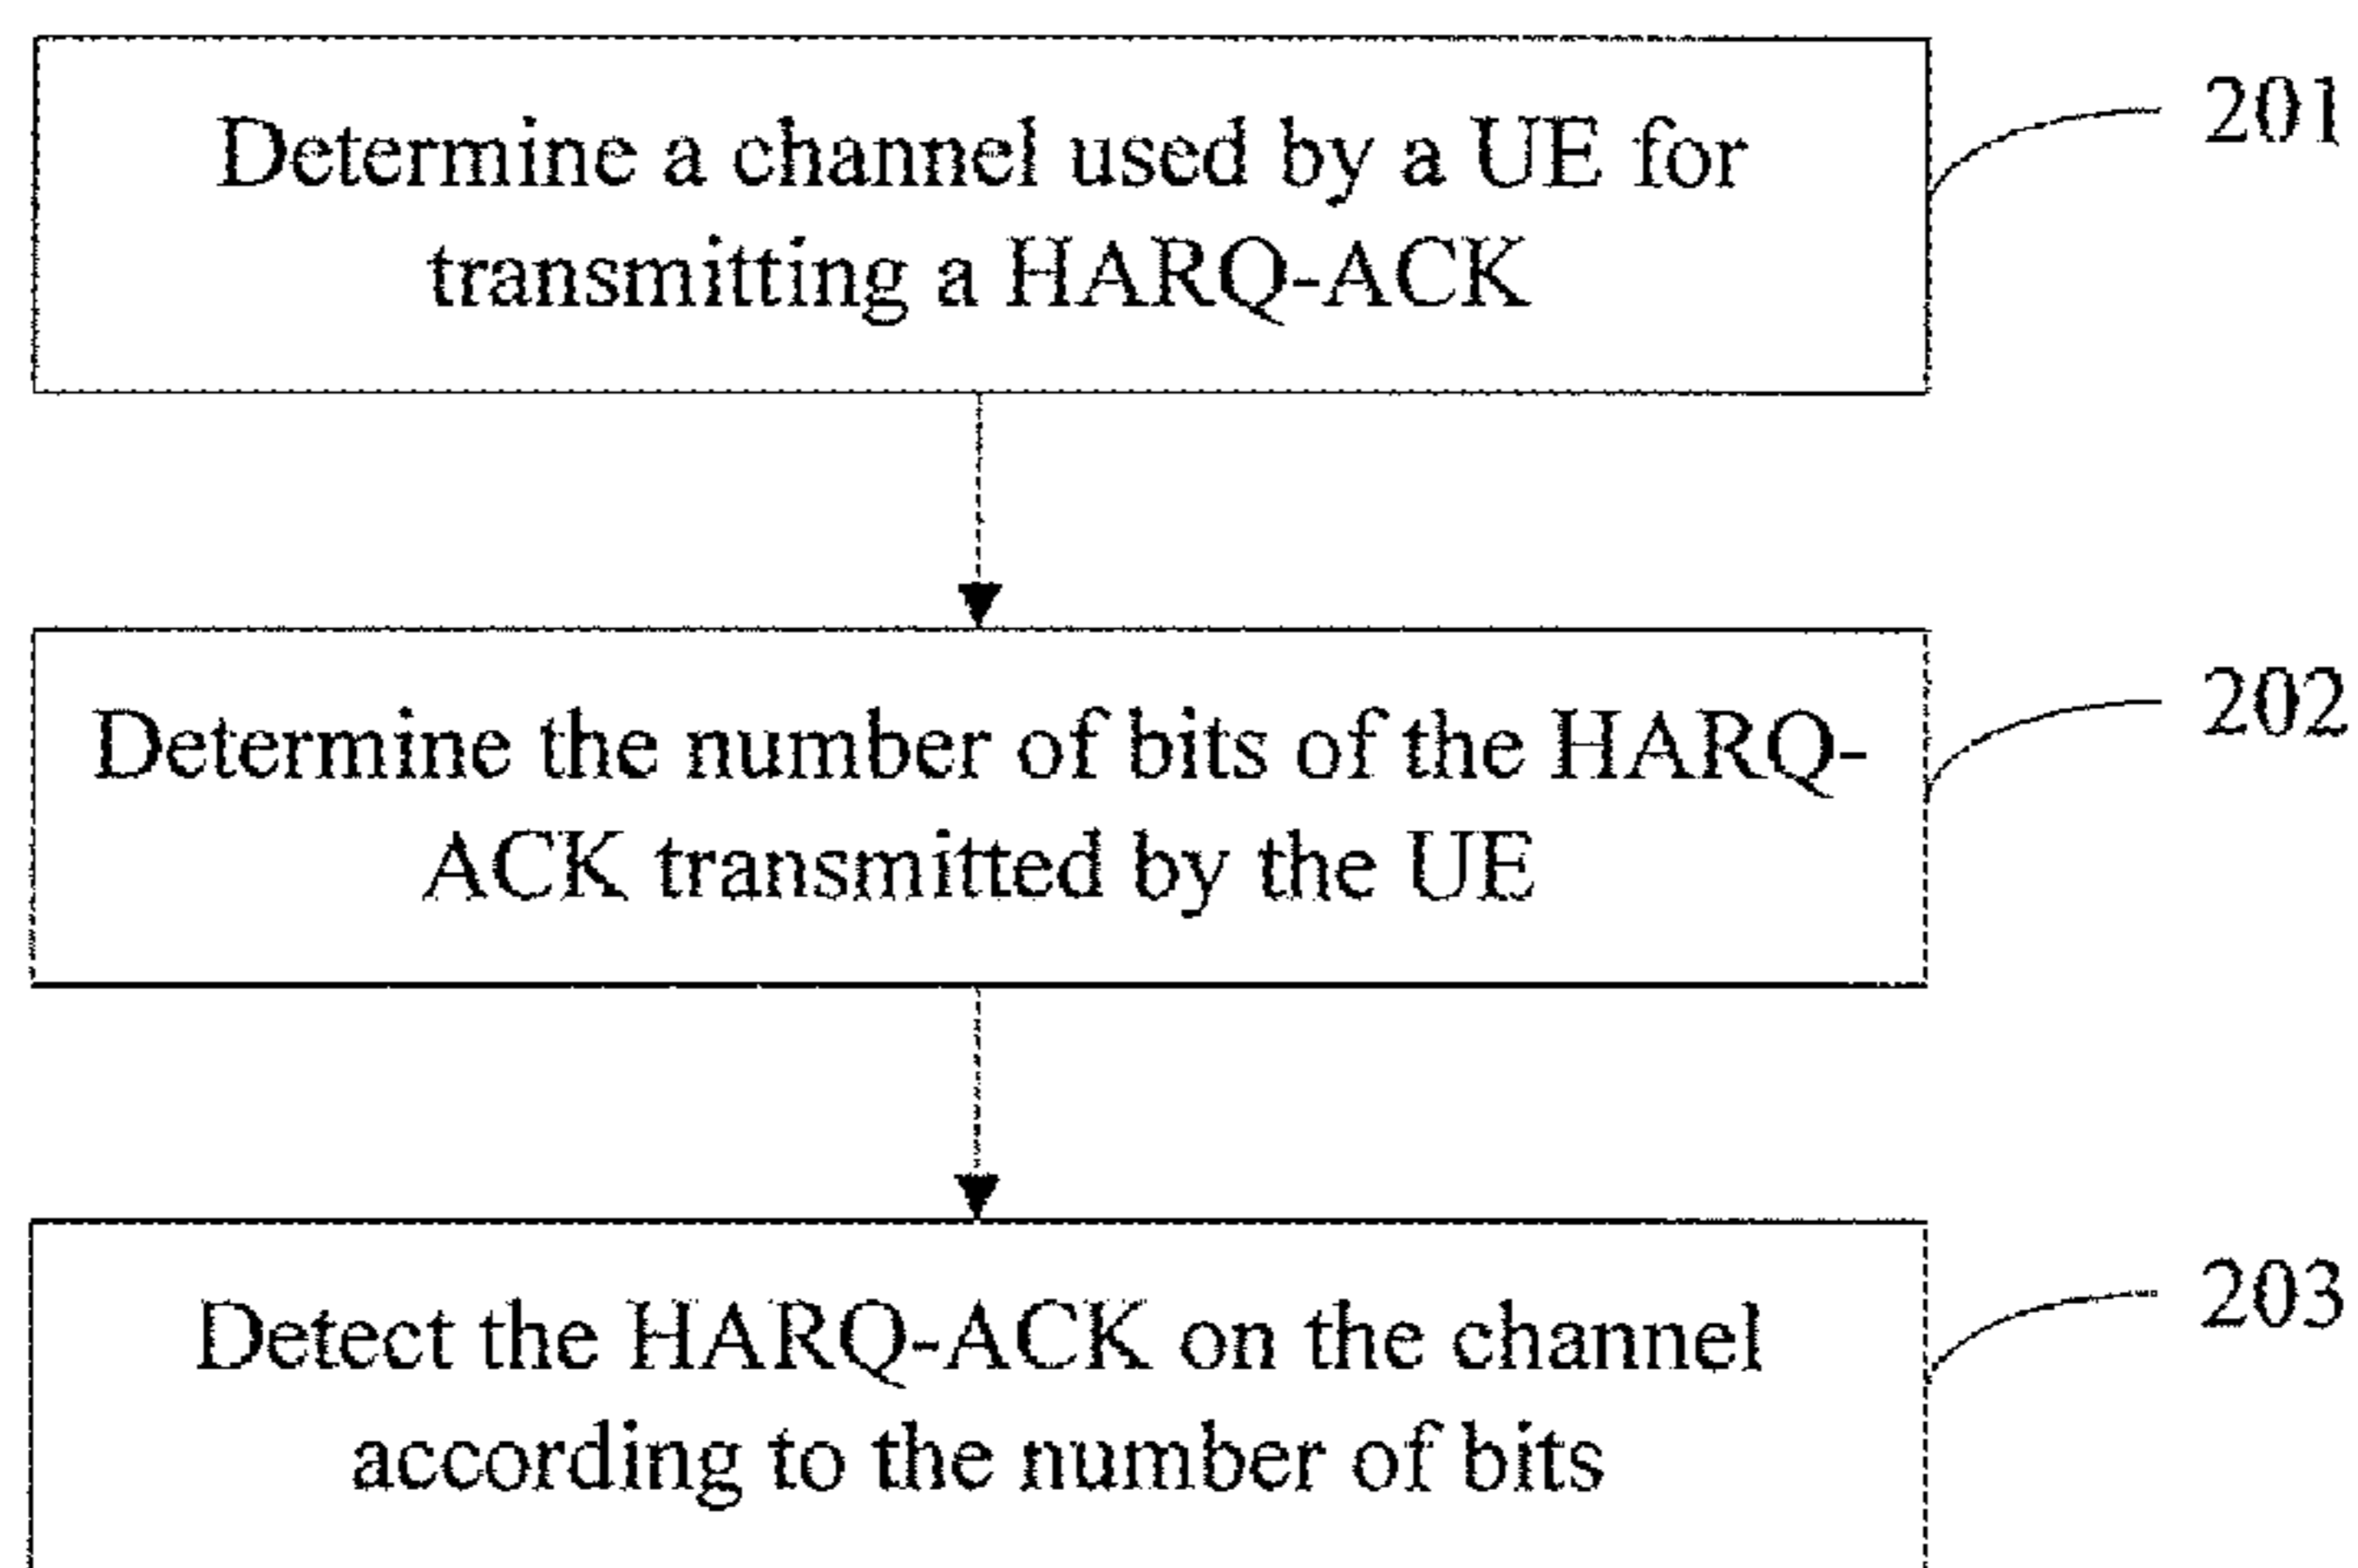 Determine a channel used by a UE for
transmitting a HARQ-ACK
201
Determine the number of bits of the HARQ-
ACK transmitted by the UE
202
Detect the HARQ-ACK on the channel
according to the number of bits
203